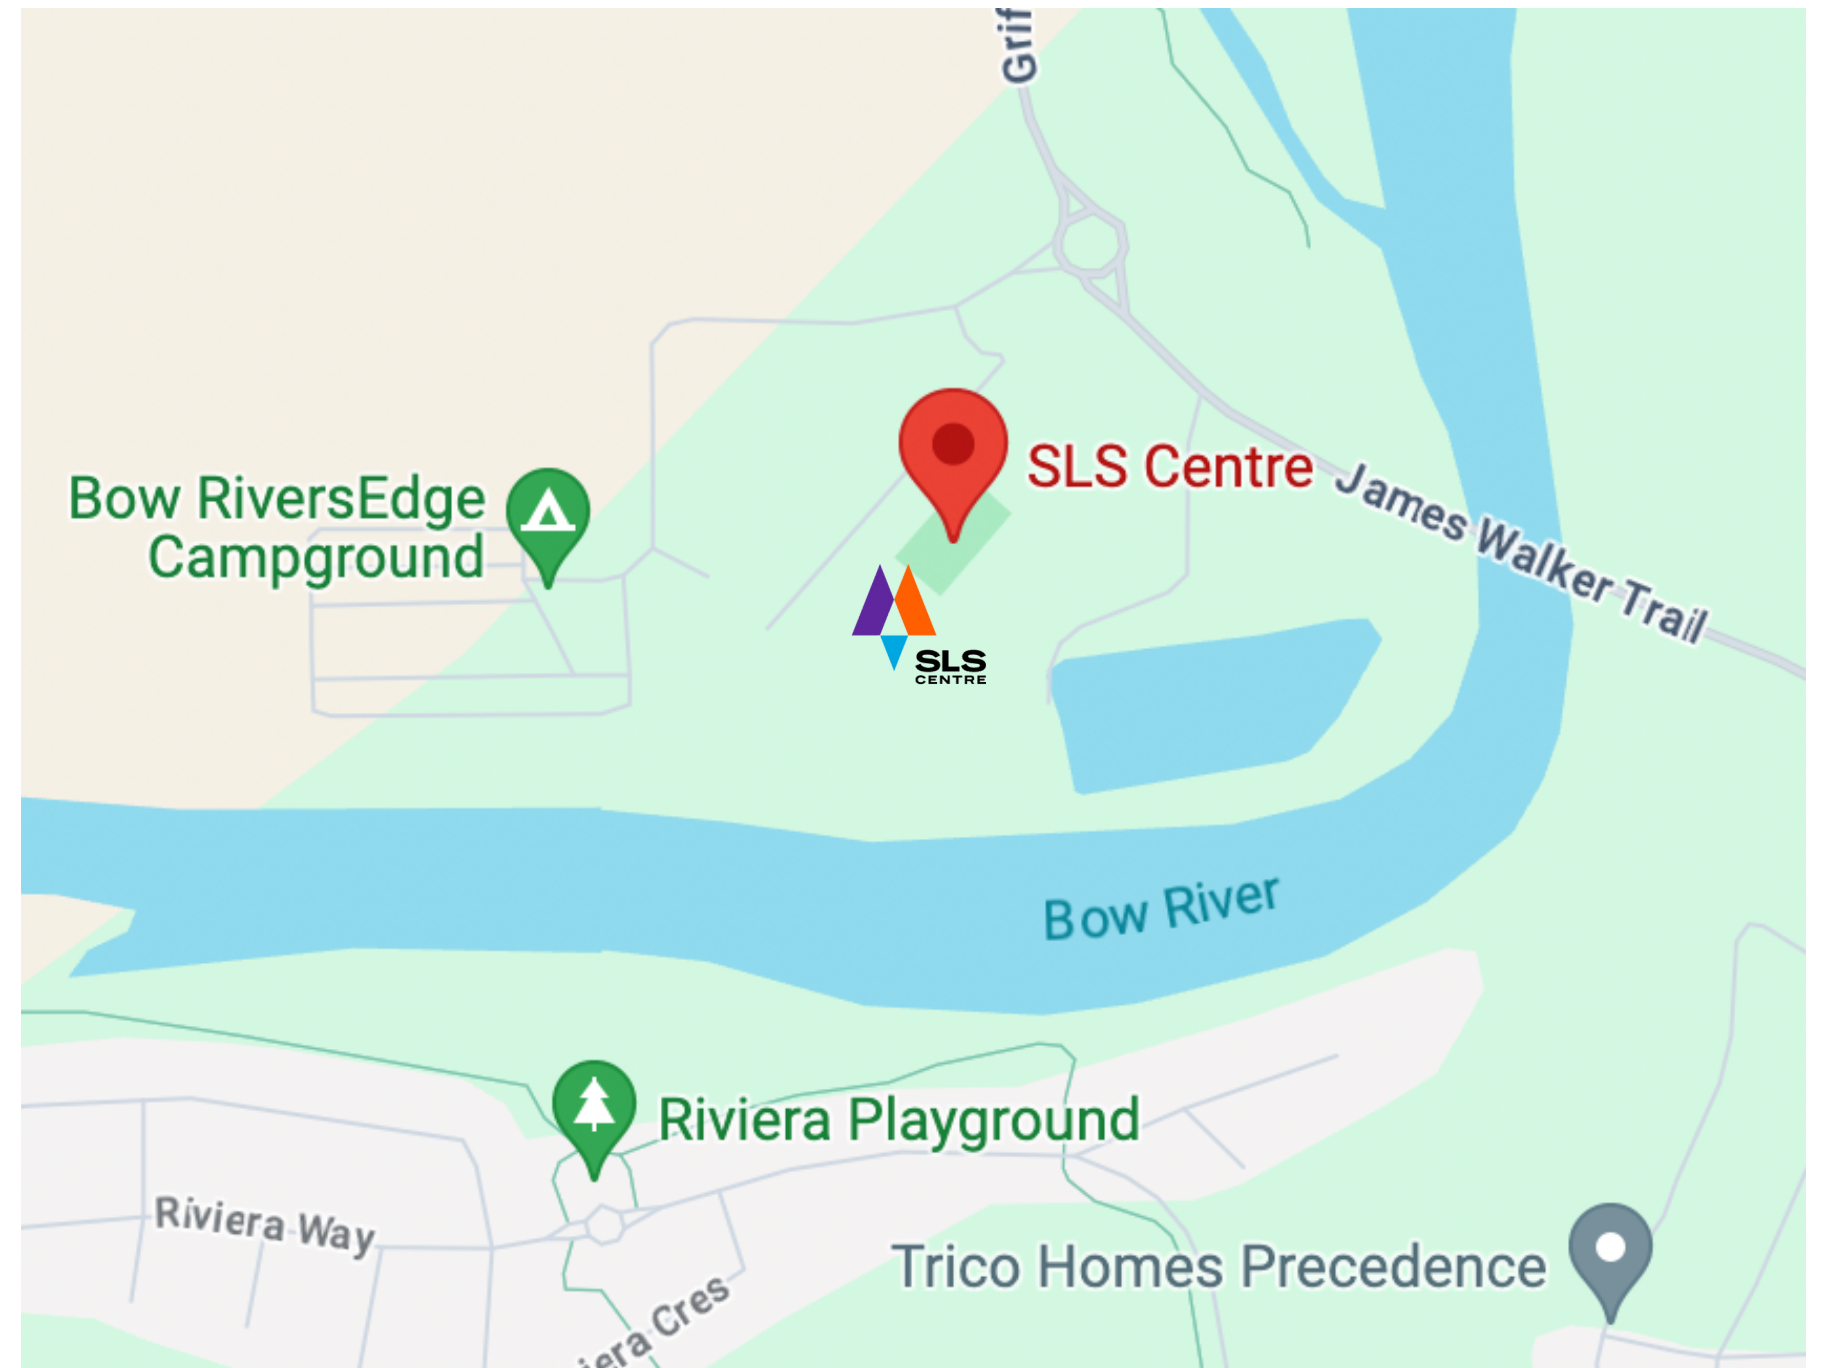 Grif
SLS Centre
James Walker Trail
Bow RiversEdge
Campground
SLS
CENTRE
Bow River
Riviera Playground
Riviera Way
Trico Homes Precedence
iera Cres